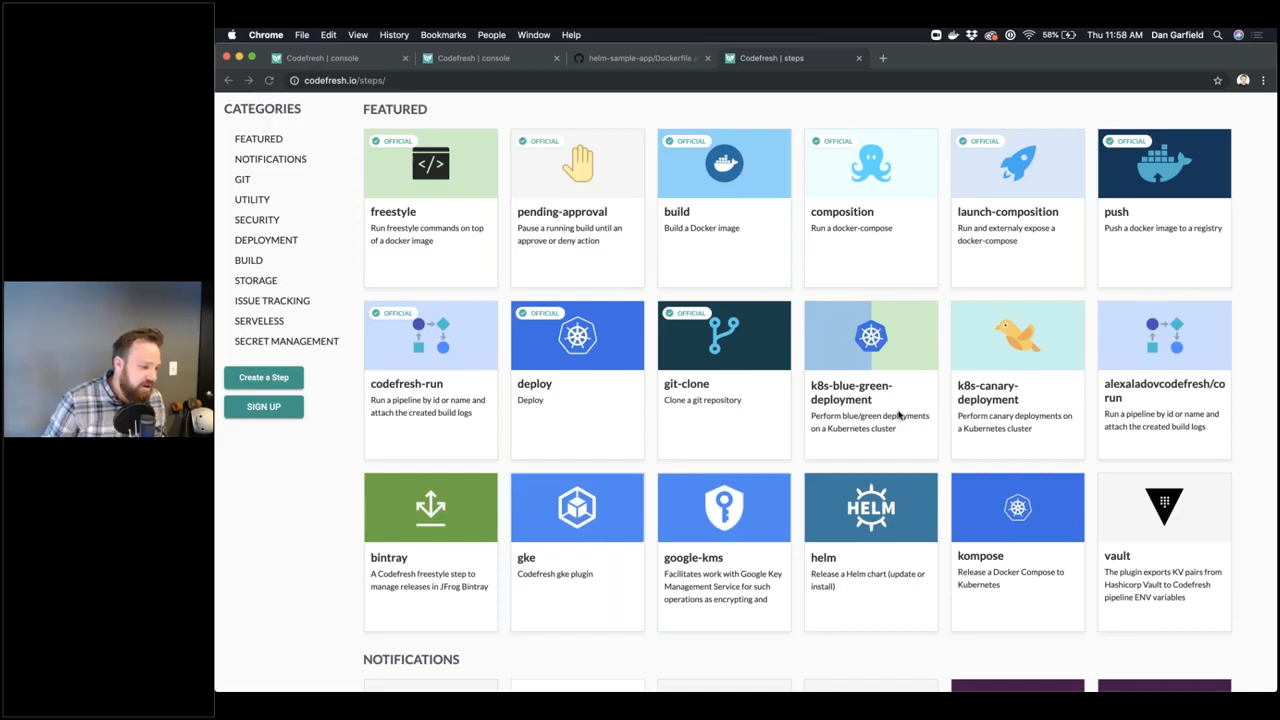 Chrome File Edit View History Bookmarks People Window Help 58% Thu 11:58 AM Dan Garfield
Codefresh | console
Codefresh | console
helm-sample-app/Dockerfile
Codefresh | steps
codefresh.io/steps/
CATEGORIES
FEATURED
NOTIFICATIONS
GIT
UTILITY
SECURITY
DEPLOYMENT
BUILD
STORAGE
ISSUE TRACKING
SERVELESS
SECRET MANAGEMENT
Create a Step
SIGN UP
FEATURED
OFFICIAL
</>
freestyle
Run freestyle commands on top
of a docker image
OFFICIAL
pending-approval
Pause a running build until an
approve or deny action
OFFICIAL
build
Build a Docker image
OFFICIAL
composition
Run a docker-compose
OFFICIAL
launch-composition
Run and externaly expose a
docker-compose
OFFICIAL
push
Push a docker image to a registry
OFFICIAL
codefresh-run
Run a pipeline by id or name and
attach the created build logs
OFFICIAL
deploy
Deploy
OFFICIAL
git-clone
Clone a git repository
k8s-blue-green-
deployment
Perform blue/green deployments
on a Kubernetes cluster
k8s-canary-
deployment
Perform canary deployments on
a Kubernetes cluster
alexaladovcodefresh/co
run
Run a pipeline by id or name and
attach the created build logs
bintray
A Codefresh freestyle step to
manage releases in JFrog Bintray
gke
Codefresh gke plugin
google-kms
Facilitates work with Google Key
Management Service for such
operations as encrypting and
HELM
helm
Release a Helm chart (update or
install)
kompose
Release a Docker Compose to
Kubernetes
vault
The plugin exports KV pairs from
Hashicorp Vault to Codefresh
pipeline ENV variables
NOTIFICATIONS